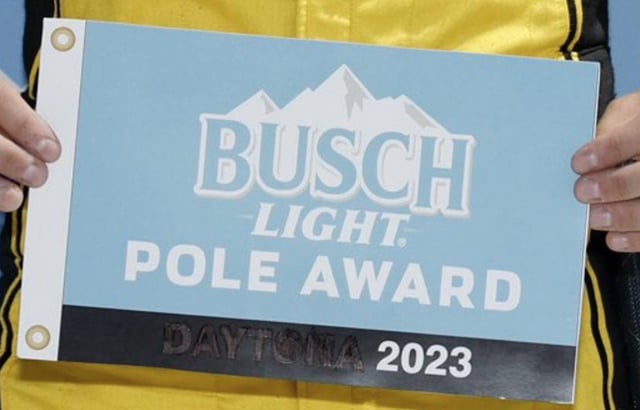 BUSCH
LIGHT.
POLE AWARD
DAYTONA 2023